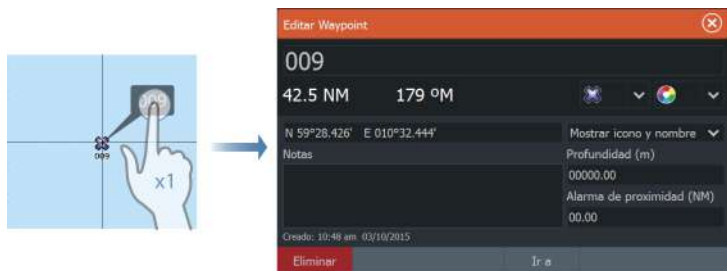 009
009
x1
Editar Waypoint
009
42.5 NM 179 ºM
N 59°28.426' E 010°32.444' Mostrar icono y nombre
Notas Profundidad (m)
00000.00
Alarma de proximidad (NM)
00.00
Creado: 10:48 am 03/10/2015
Eliminar Ir a